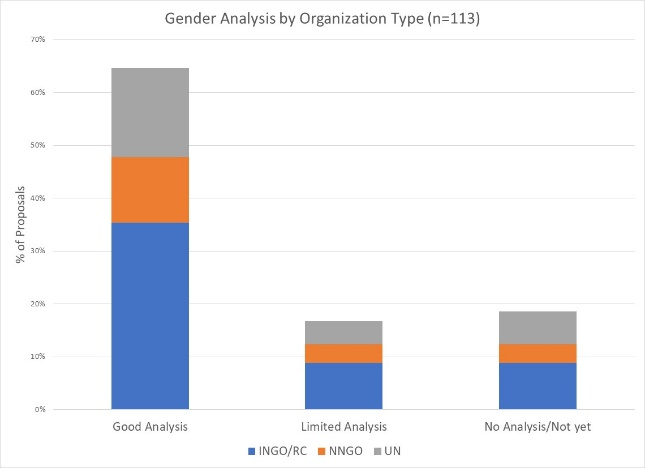 Gender Analysis by Organization Type (n=113)
70%
60%
50%
40%
30%
20%
10%
0%
% of Proposals
Good Analysis Limited Analysis No Analysis/Not yet
INGO/RC NNGO UN